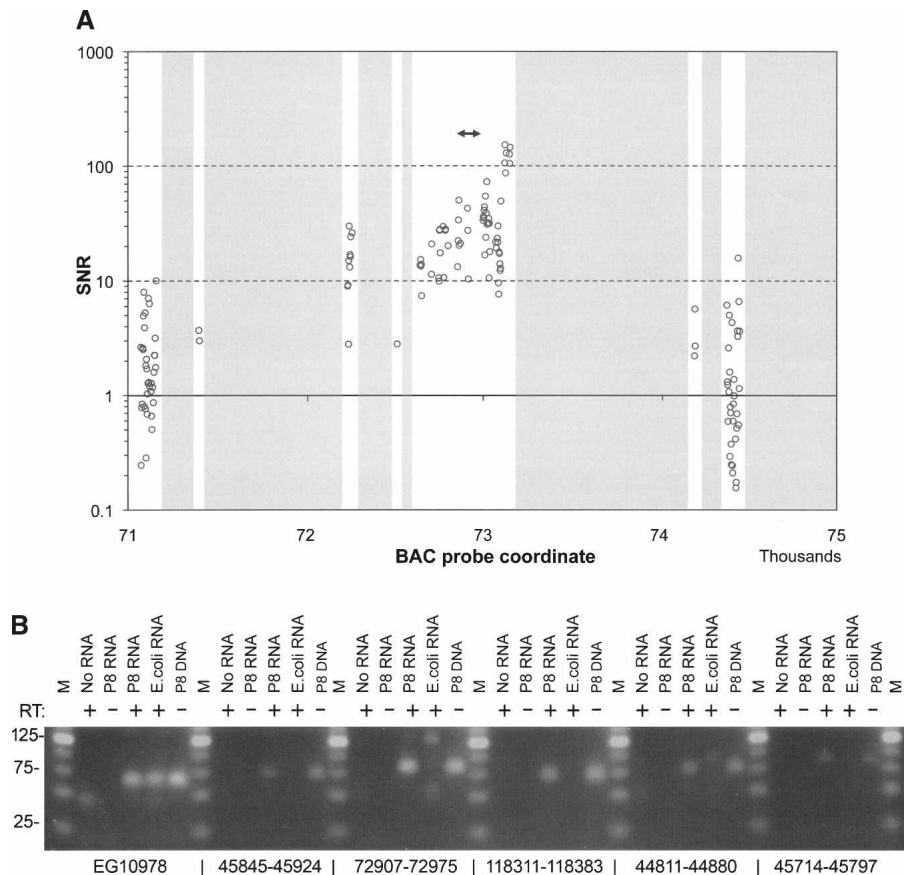 A
1000
100
10
1
0.1
SNR
71
72
73
74
75
BAC probe coordinate
Thousands
B
M
No RNA
P8 RNA
P8 RNA
E.coli RNA
P8 DNA
M
No RNA
P8 RNA
P8 RNA
E.coli RNA
P8 DNA
M
No RNA
P8 RNA
P8 RNA
E.coli RNA
P8 DNA
M
No RNA
P8 RNA
P8 RNA
E.coli RNA
P8 DNA
M
No RNA
P8 RNA
P8 RNA
E.coli RNA
P8 DNA
M
No RNA
P8 RNA
P8 RNA
E.coli RNA
P8 DNA
M
RT: + − + + − + − + + − + − + + − + − + + − + − + + − + − + + −
125-
75-
25-
EG10978 | 45845-45924 | 72907-72975 | 118311-118383 | 44811-44880 | 45714-45797